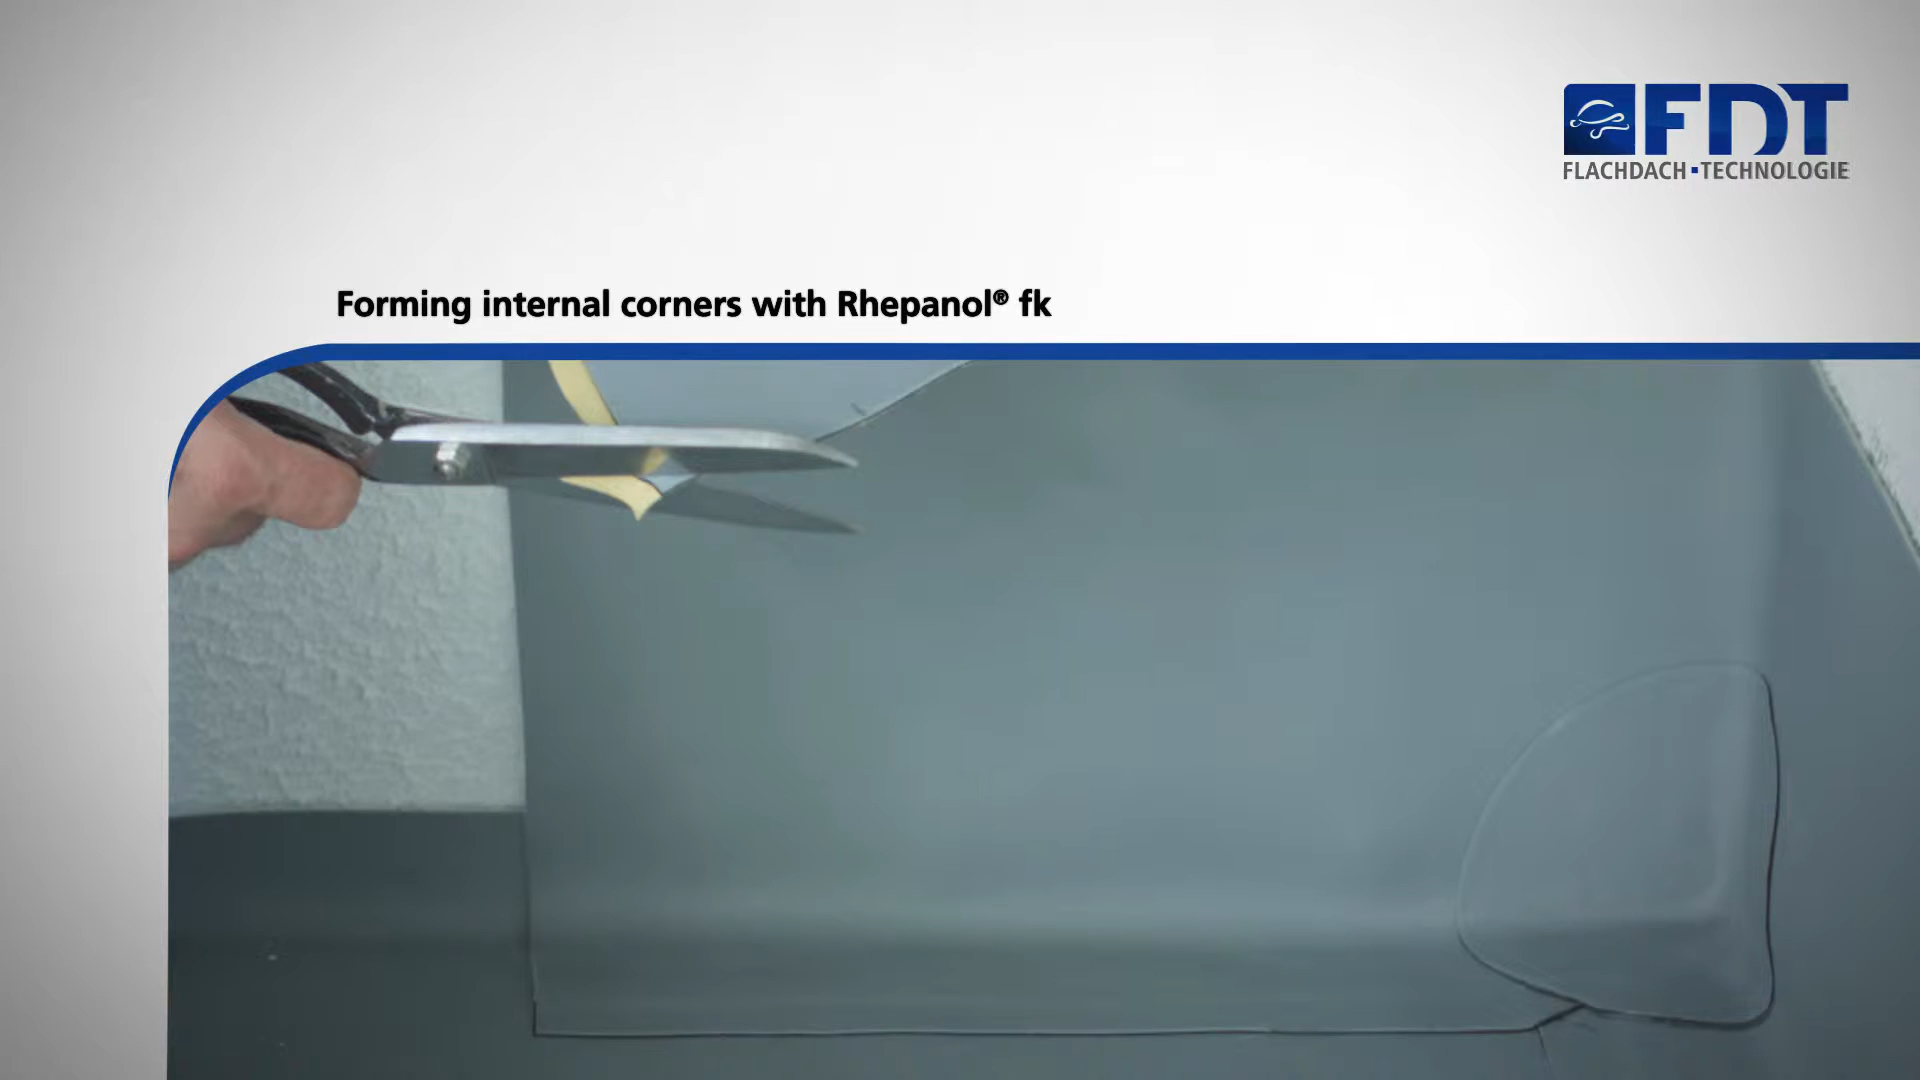 FDT
FLACHDACH▪TECHNOLOGIE
Forming internal corners with Rhepanol® fk